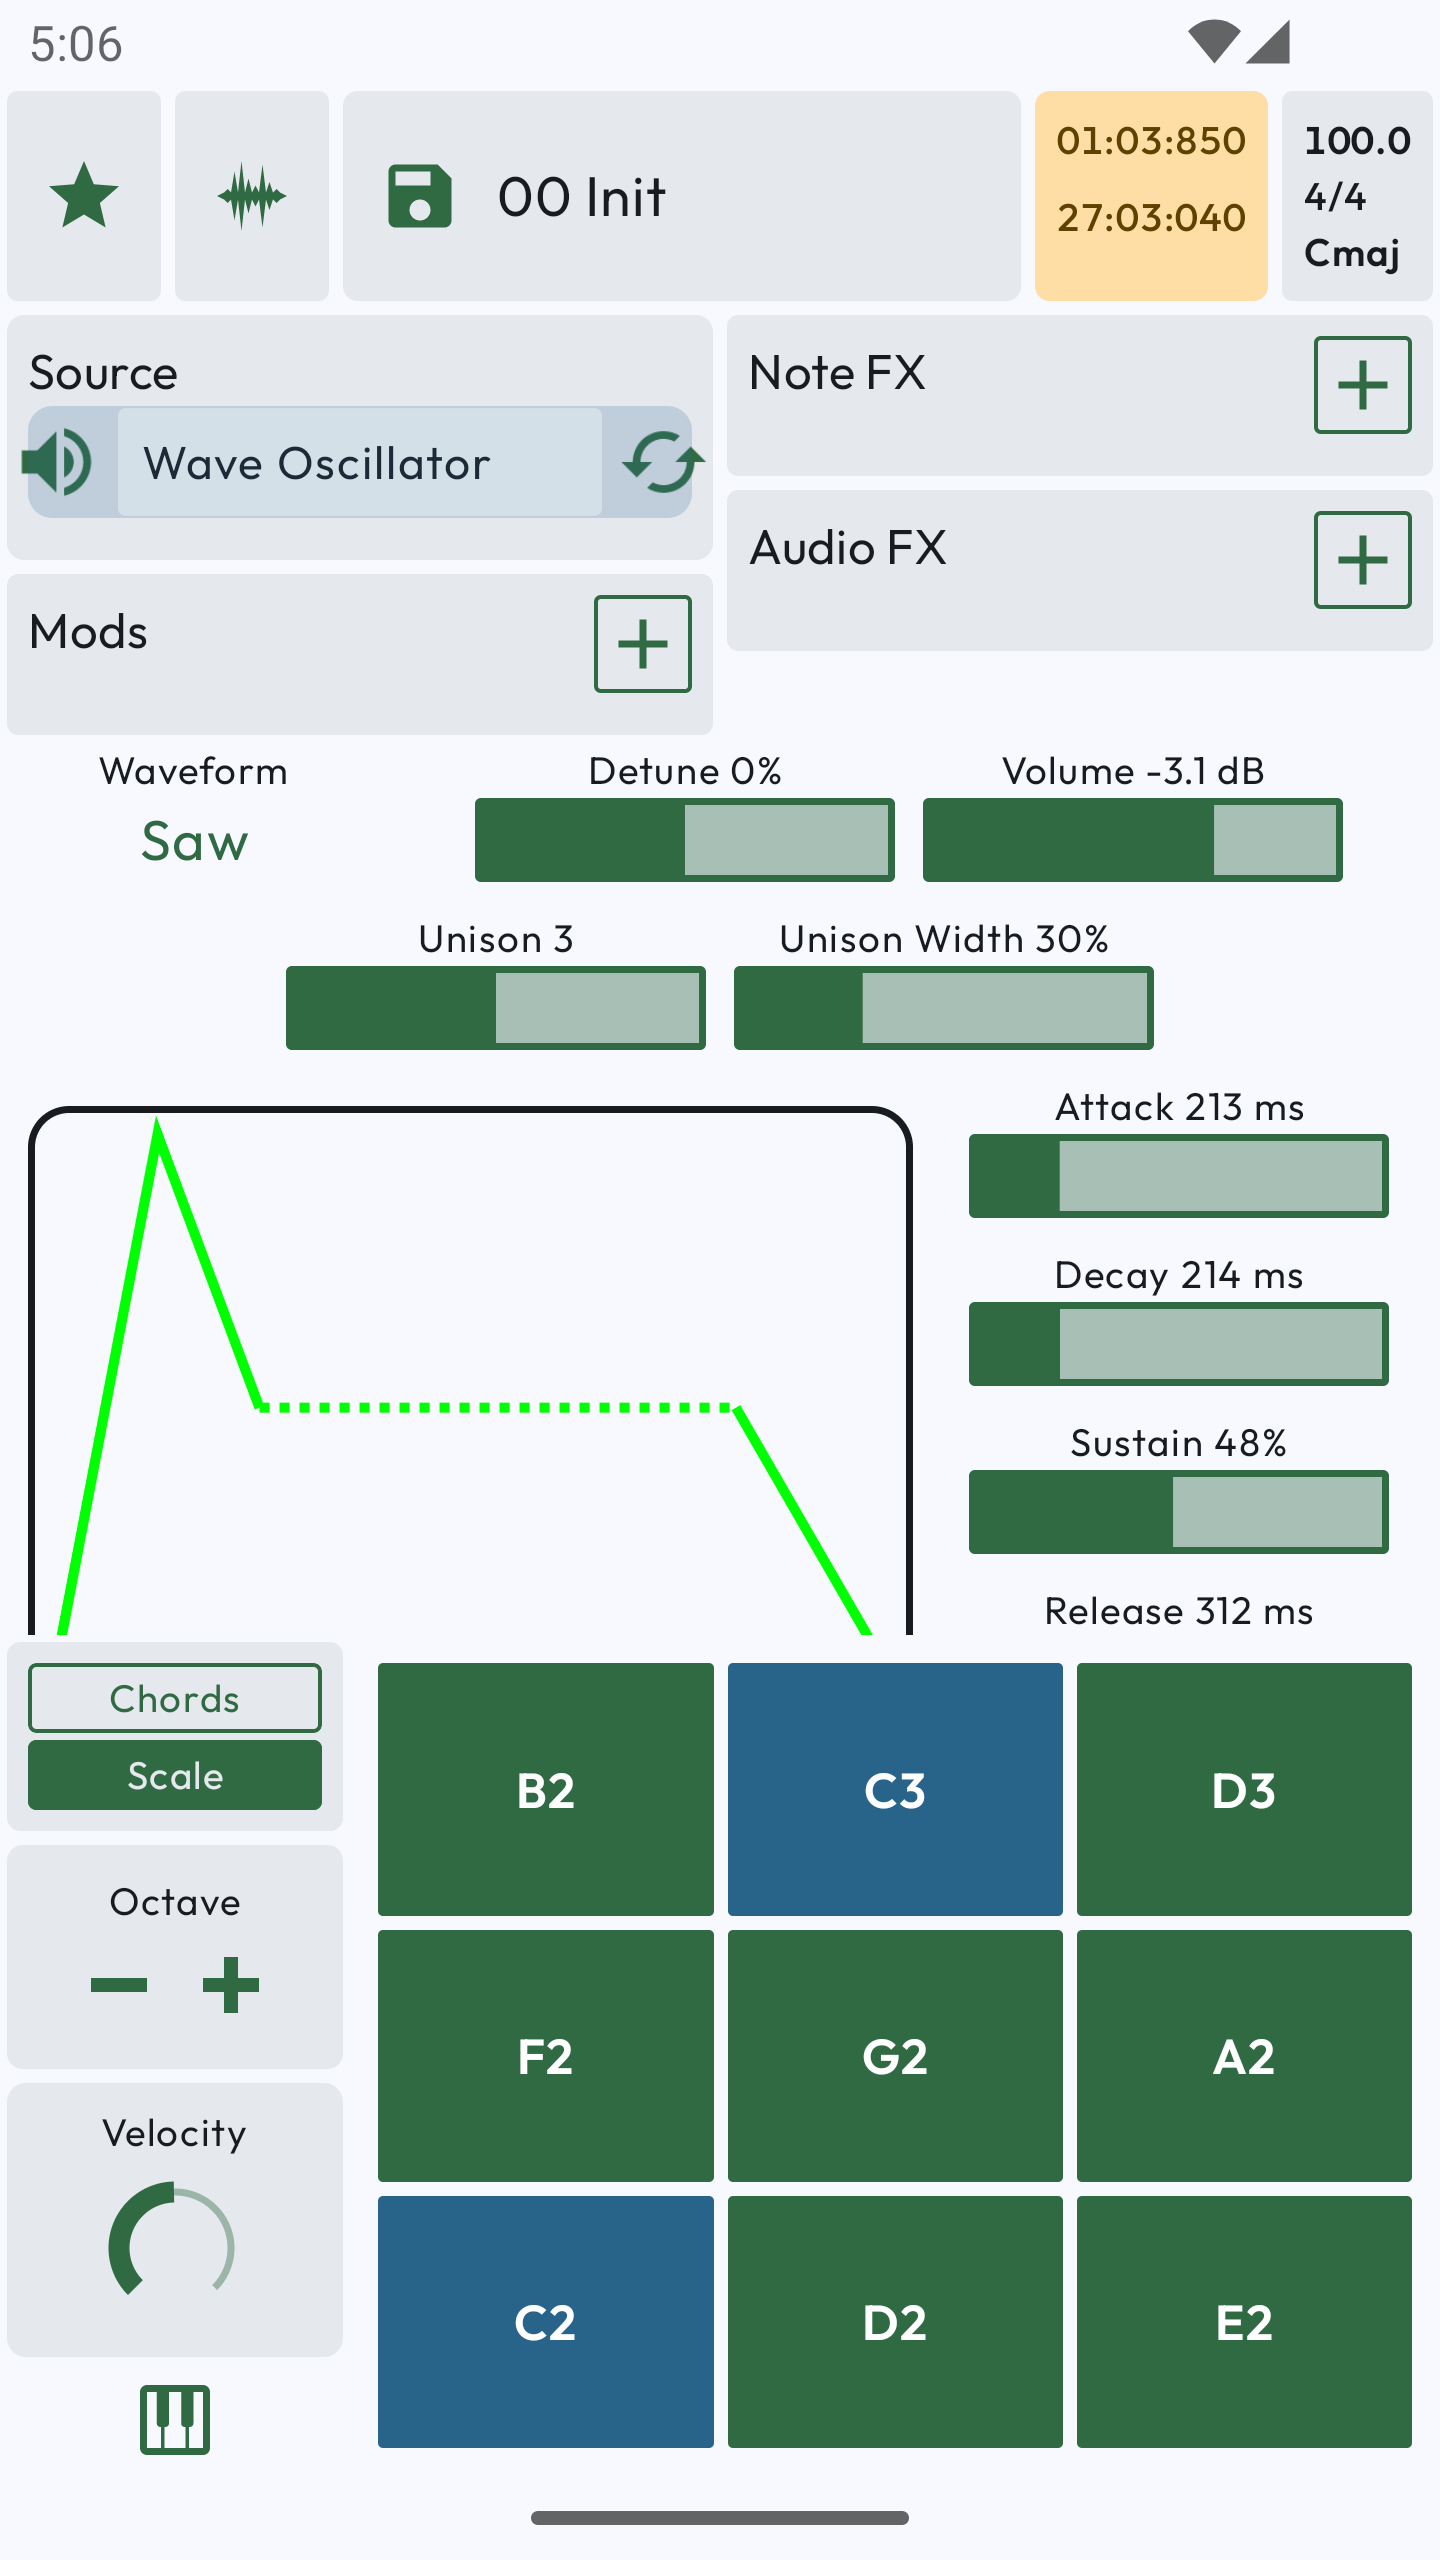 5:06
00 Init
01:03:850
27:03:040
100.0
4/4
Cmaj
Source
Wave Oscillator
Note FX
Audio FX
Mods
Waveform
Saw
Detune 0%
Volume -3.1 dB
Unison 3
Unison Width 30%
Attack 213 ms
Decay 214 ms
Sustain 48%
Release 312 ms
Chords
Scale
Octave
Velocity
B2
C3
D3
F2
G2
A2
C2
D2
E2